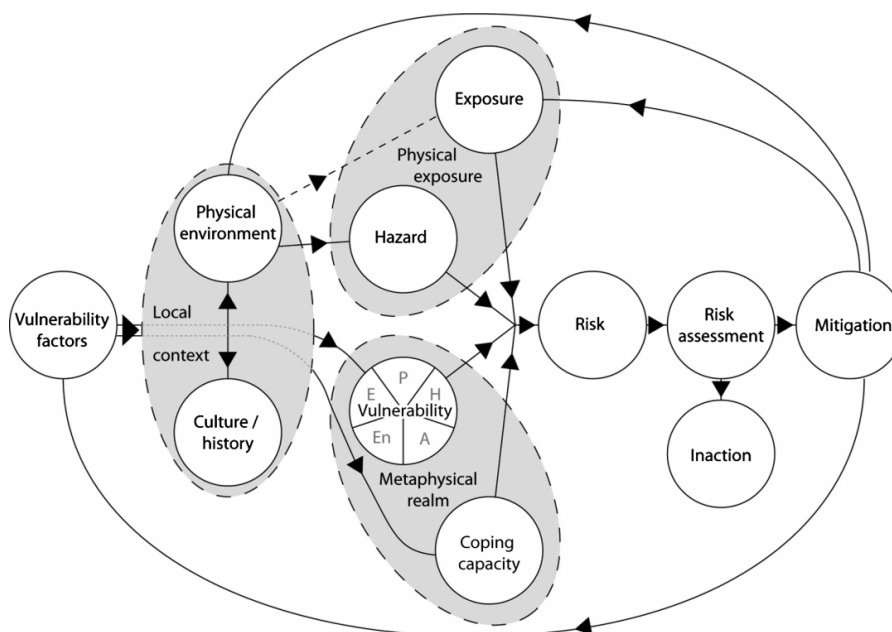 Exposure
Physical
exposure
Physical
environment
Hazard
Vulnerability
factors
Local
context
Culture /
history
P
E
H
Vulnerability
En
A
Metaphysical
realm
Coping
capacity
Risk
Risk
assessment
Mitigation
Inaction